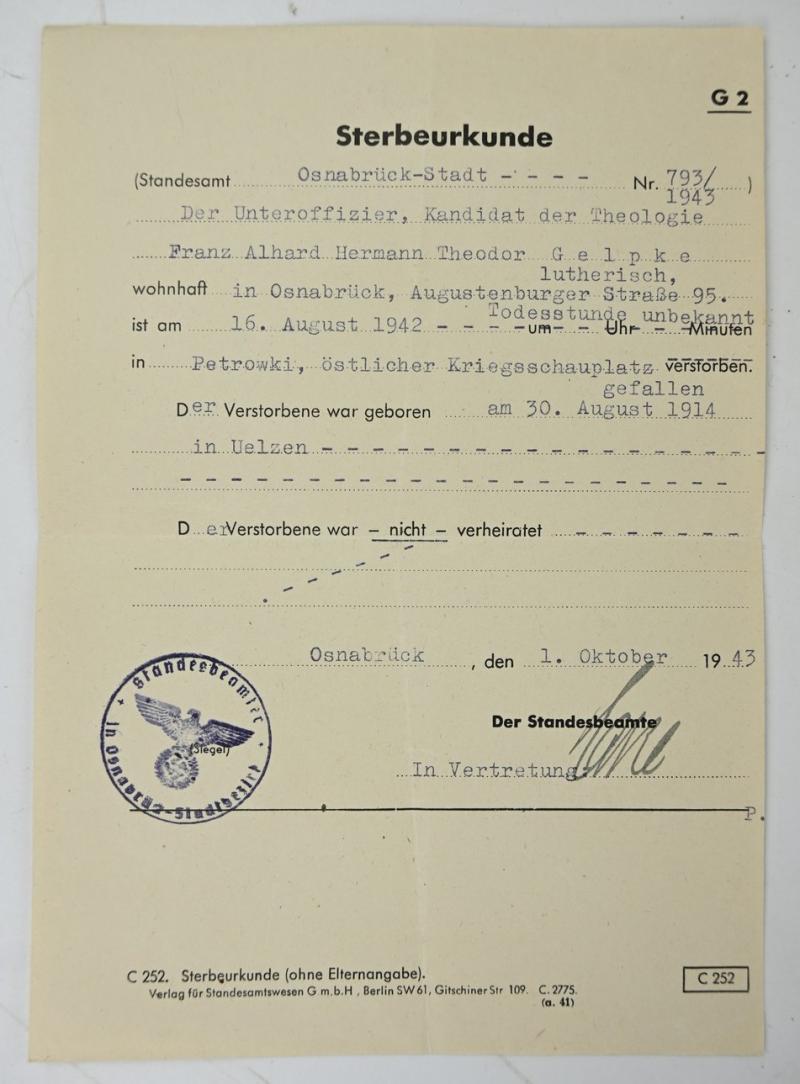 G 2
Sterbeurkunde
(Standesamt Osnabrück-Stadt - - - - Nr. 793/
1943 )
Der Unteroffizier, Kandidat der Theologie
Franz Alhard Hermann Theodor G e l p k e
lutherisch,
wohnhaft in Osnabrück, Augustenburger Straße 95.
Todesstunde unbekannt
ist am 16. August 1942 - - - - um - - Uhr - - Minuten
in Petrowki, östlicher Kriegsschauplatz verstorben.
gefallen
Der Verstorbene war geboren am 30. August 1914
in Uelzen - - - - - - - - - - - -
- - - - - - - - - - - - - - -
Der Verstorbene war – nicht – verheiratet - - - - -
Osnabrück, den 1. Oktober 1943
Standesbeamter
in Osnabrück-Stadtbezirk
(Siegel)
Der Standesbeamte
In Vertretung:
P.
C 252. Sterbeurkunde (ohne Elternangabe).
C 252
Verlag für Standesamtswesen G m.b.H , Berlin SW 61, Gitschiner Str 109. C. 2775.
(a. 41)